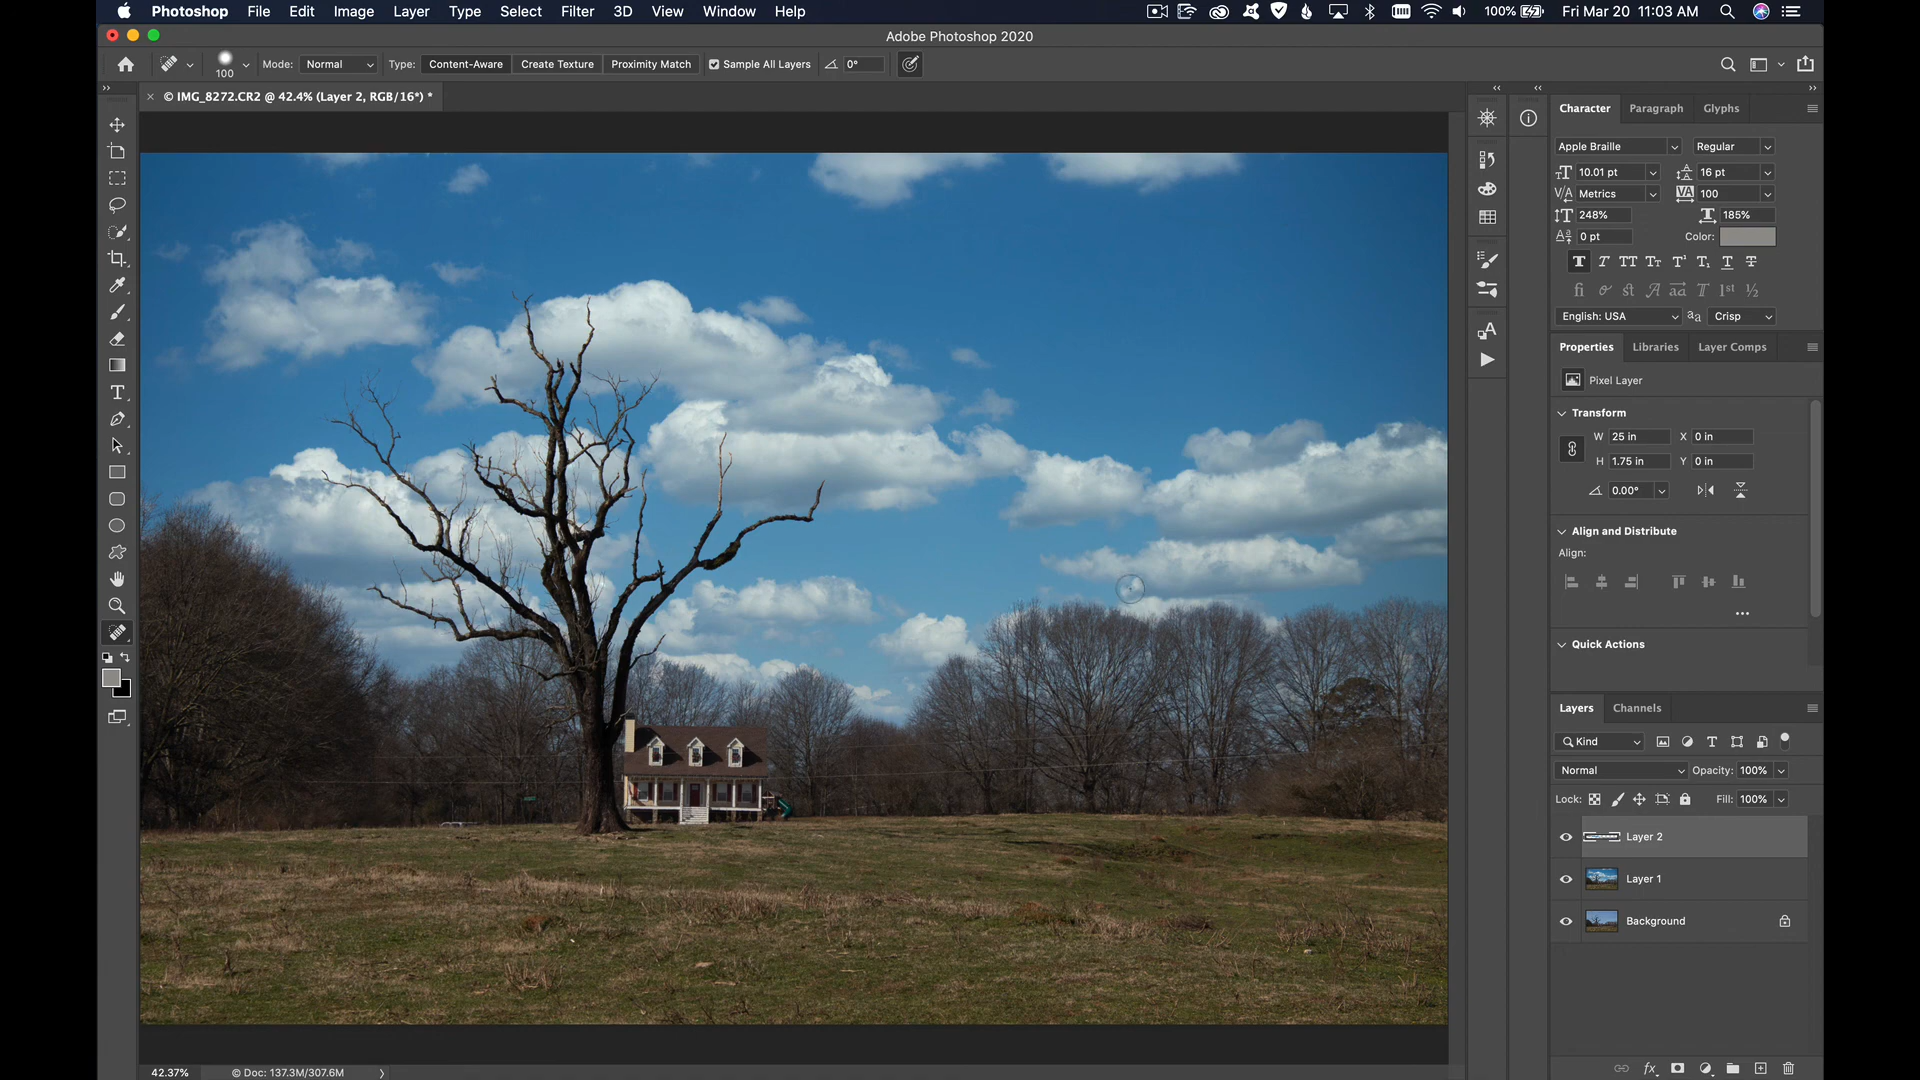 Photoshop File Edit Image Layer Type Select Filter 3D View Window Help 100% Fri Mar 20 11:03 AM
Adobe Photoshop 2020
100 Mode: Normal Type: Content-Aware Create Texture Proximity Match Sample All Layers 0°
© IMG_8272.CR2 @ 42.4% (Layer 2, RGB/16*) *
Character Paragraph Glyphs
Apple Braille Regular
10.01 pt 16 pt
Metrics 100
248% 185%
0 pt Color:
English: USA Crisp
Properties Libraries Layer Comps
Pixel Layer
Transform
W 25 in X 0 in
H 1.75 in Y 0 in
0.00°
Align and Distribute
Align:
Quick Actions
Layers Channels
Kind
Normal Opacity: 100%
Lock: Fill: 100%
Layer 2
Layer 1
Background
42.37% © Doc: 137.3M/307.6M